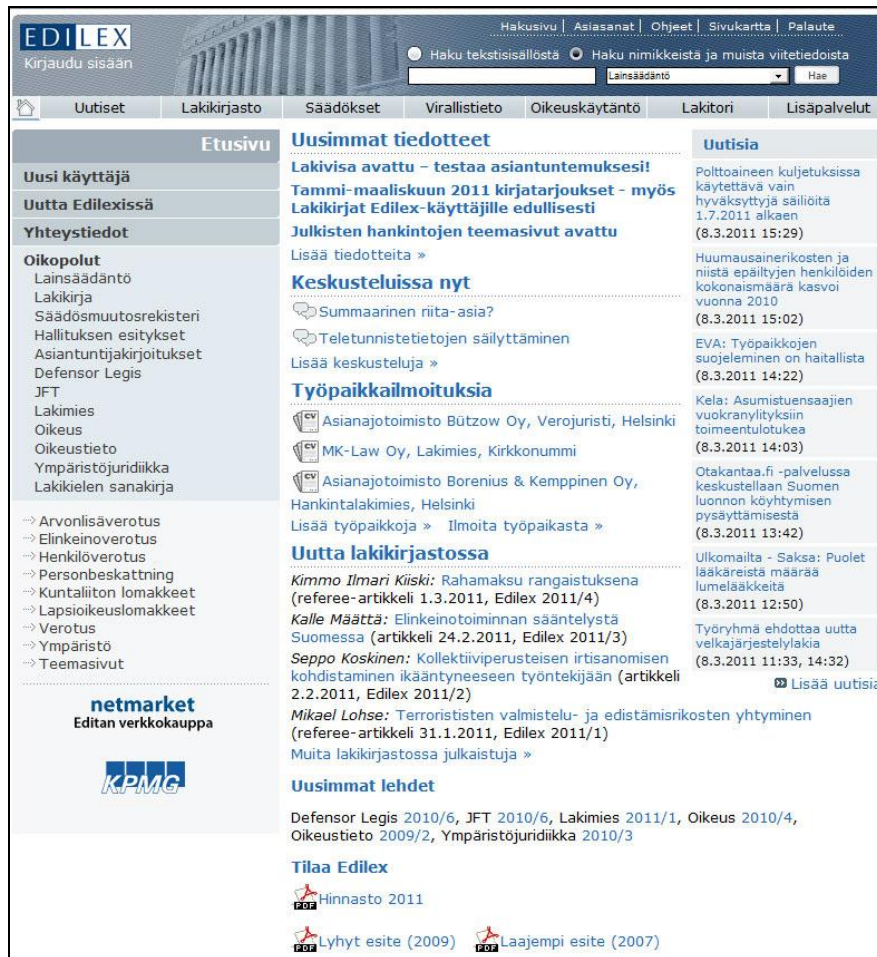 EDILEX
Kirjaudu sisään
Hakusivu | Asiasanat | Ohjeet | Sivukartta | Palaute
Haku tekstisisällöstä Haku nimikkeistä ja muista viitetiedoista
Lainsäädäntö Hae
Uutiset Lakikirjasto Säädökset Virallistieto Oikeuskäytäntö Lakitori Lisäpalvelut
Etusivu
Uusi käyttäjä
Uutta Edilexissä
Yhteystiedot
Oikopolut
Lainsäädäntö
Lakikirja
Säädösmuutosrekisteri
Hallituksen esitykset
Asiantuntijakirjoitukset
Defensor Legis
JFT
Lakimies
Oikeus
Oikeustieto
Ympäristöjuridiikka
Lakikielen sanakirja
Arvonlisäverotus
Elinkeinoverotus
Henkilöverotus
Personbeskattning
Kuntaliiton lomakkeet
Lapsioikeuslomakkeet
Verotus
Ympäristö
Teemasivut
netmarket
Editan verkkokauppa
KPMG
Uusimmat tiedotteet
Lakivisa avattu – testaa asiantuntemuksesi!
Tammi-maaliskuun 2011 kirjatarjoukset - myös
Lakikirjat Edilex-käyttäjille edullisesti
Julkisten hankintojen teemasivut avattu
Lisää tiedotteita »
Keskusteluissa nyt
Summaarinen riita-asia?
Teletunnistetietojen säilyttäminen
Lisää keskusteluja »
Työpaikkailmoituksia
CV Asianajotoimisto Bützow Oy, Verojuristi, Helsinki
CV MK-Law Oy, Lakimies, Kirkkonummi
CV Asianajotoimisto Borenius & Kemppinen Oy,
Hankintalakimies, Helsinki
Lisää työpaikkoja » Ilmoita työpaikasta »
Uutta lakikirjastossa
Kimmo Ilmari Kiiski: Rahamaksu rangaistuksena
(referee-artikkeli 1.3.2011, Edilex 2011/4)
Kalle Määttä: Elinkeinotoiminnan sääntelystä
Suomessa (artikkeli 24.2.2011, Edilex 2011/3)
Seppo Koskinen: Kollektiiviperusteisen irtisanomisen
kohdistaminen ikääntyneeseen työntekijään (artikkeli
2.2.2011, Edilex 2011/2)
Mikael Lohse: Terrorististen valmistelu- ja edistämisrikosten yhtyminen
(referee-artikkeli 31.1.2011, Edilex 2011/1)
Muita lakikirjastossa julkaistuja »
Uusimmat lehdet
Defensor Legis 2010/6, JFT 2010/6, Lakimies 2011/1, Oikeus 2010/4,
Oikeustieto 2009/2, Ympäristöjuridiikka 2010/3
Tilaa Edilex
PDF Hinnasto 2011
PDF Lyhyt esite (2009) PDF Laajempi esite (2007)
Uutisia
Polttoaineen kuljetuksissa
käytettävä vain
hyväksyttyjä säiliöitä
1.7.2011 alkaen
(8.3.2011 15:29)
Huumausainerikosten ja
niistä epäiltyjen henkilöiden
kokonaismäärä kasvoi
vuonna 2010
(8.3.2011 15:02)
EVA: Työpaikkojen
suojeleminen on haitallista
(8.3.2011 14:22)
Kela: Asumistuensaajien
vuokranylityksiin
toimeentulotukea
(8.3.2011 14:03)
Otakantaa.fi -palvelussa
keskustellaan Suomen
luonnon köyhtymisen
pysäyttämisestä
(8.3.2011 13:42)
Ulkomailta - Saksa: Puolet
lääkäreistä määrää
lumelääkkeitä
(8.3.2011 12:50)
Työryhmä ehdottaa uutta
velkajärjestelylakia
(8.3.2011 11:33, 14:32)
Lisää uutisia